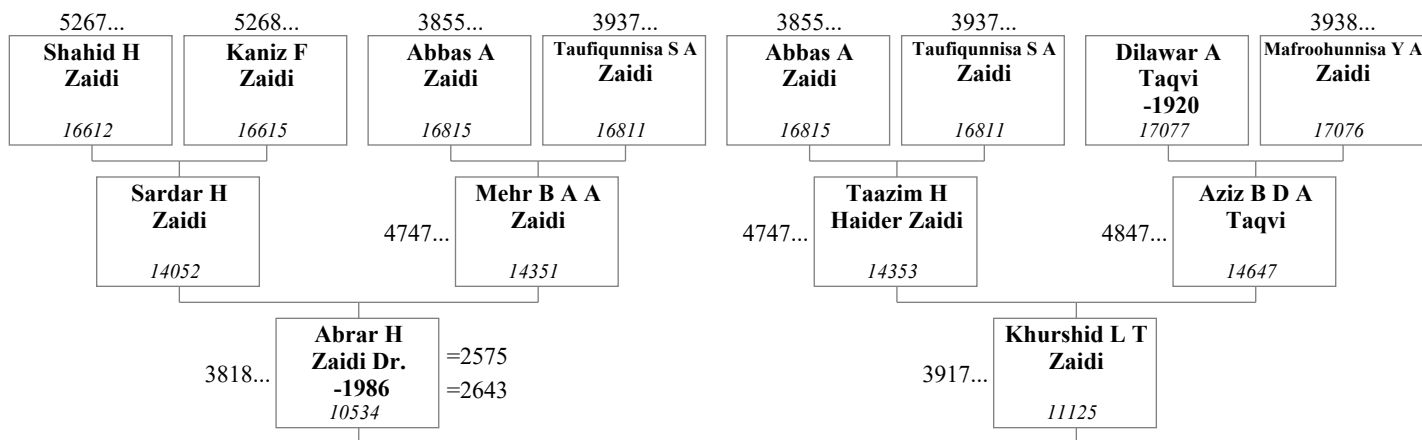 5267...
5268...
3855...
3937...
3855...
3937...
3938...
Shahid H
Zaidi
16612
Kaniz F
Zaidi
16615
Abbas A
Zaidi
16815
Taufiqunnisa S A
Zaidi
16811
Abbas A
Zaidi
16815
Taufiqunnisa S A
Zaidi
16811
Dilawar A
Taqvi
-1920
17077
Mafroohunnisa Y A
Zaidi
17076
Sardar H
Zaidi
14052
4747...
Mehr B A A
Zaidi
14351
4747...
Taazim H
Haider Zaidi
14353
4847...
Aziz B D A
Taqvi
14647
3818...
Abrar H
Zaidi Dr.
-1986
10534
=2575
=2643
3917...
Khurshid L T
Zaidi
11125